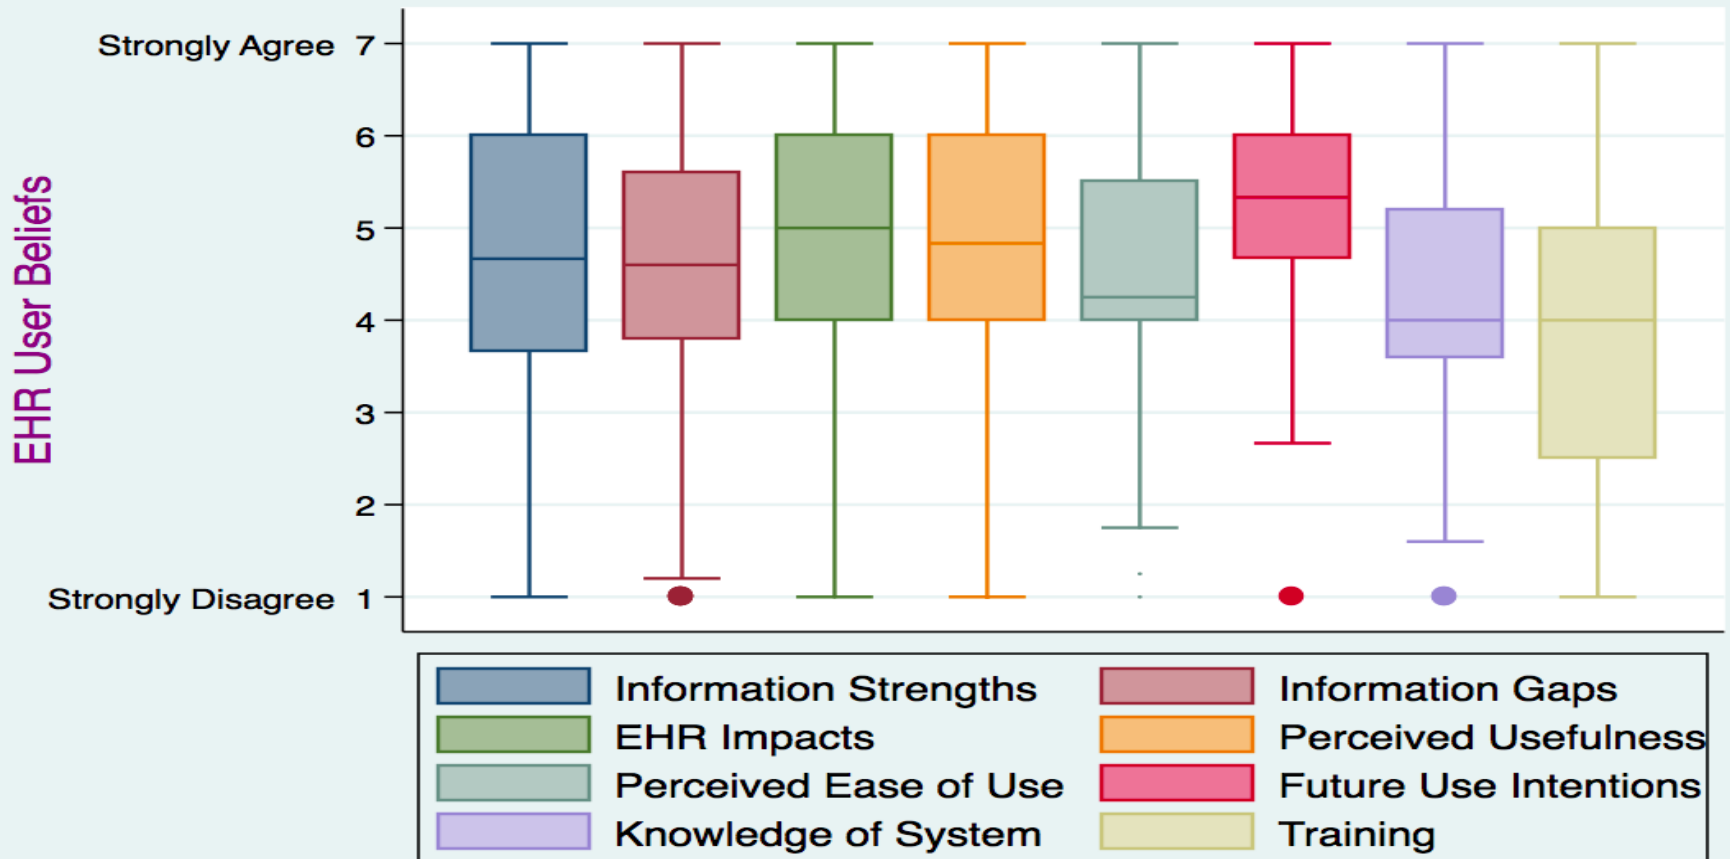 Strongly Agree 7
6
5
4
3
2
Strongly Disagree 1
EHR User Beliefs
Information Strengths
Information Gaps
EHR Impacts
Perceived Usefulness
Perceived Ease of Use
Future Use Intentions
Knowledge of System
Training